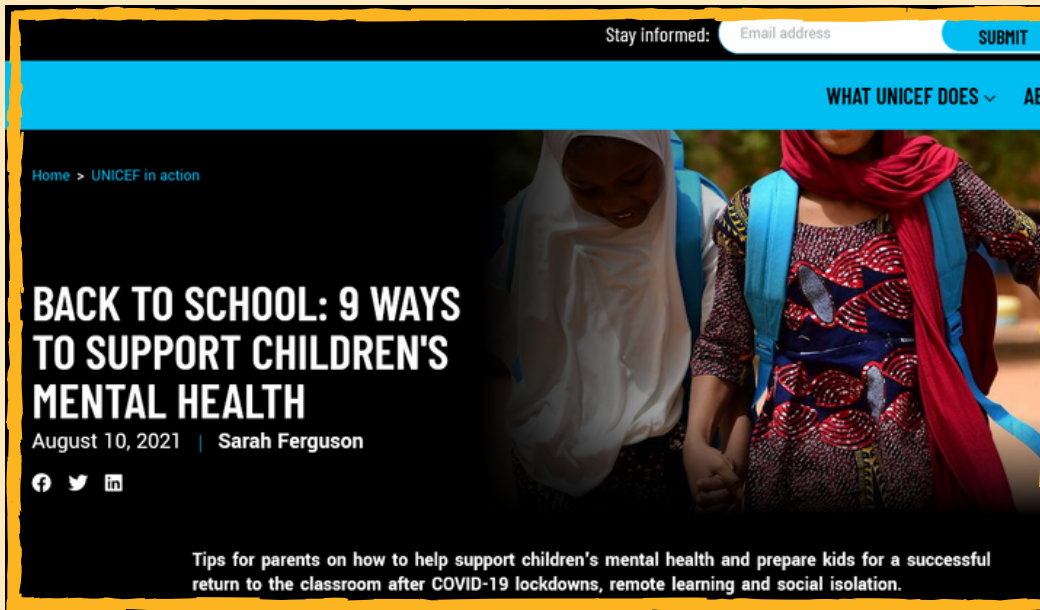 Stay informed:
Email address
SUBMIT
WHAT UNICEF DOES
Home > UNICEF in action
BACK TO SCHOOL: 9 WAYS
TO SUPPORT CHILDREN'S
MENTAL HEALTH
August 10, 2021 | Sarah Ferguson
Tips for parents on how to help support children's mental health and prepare kids for a successful
return to the classroom after COVID-19 lockdowns, remote learning and social isolation.